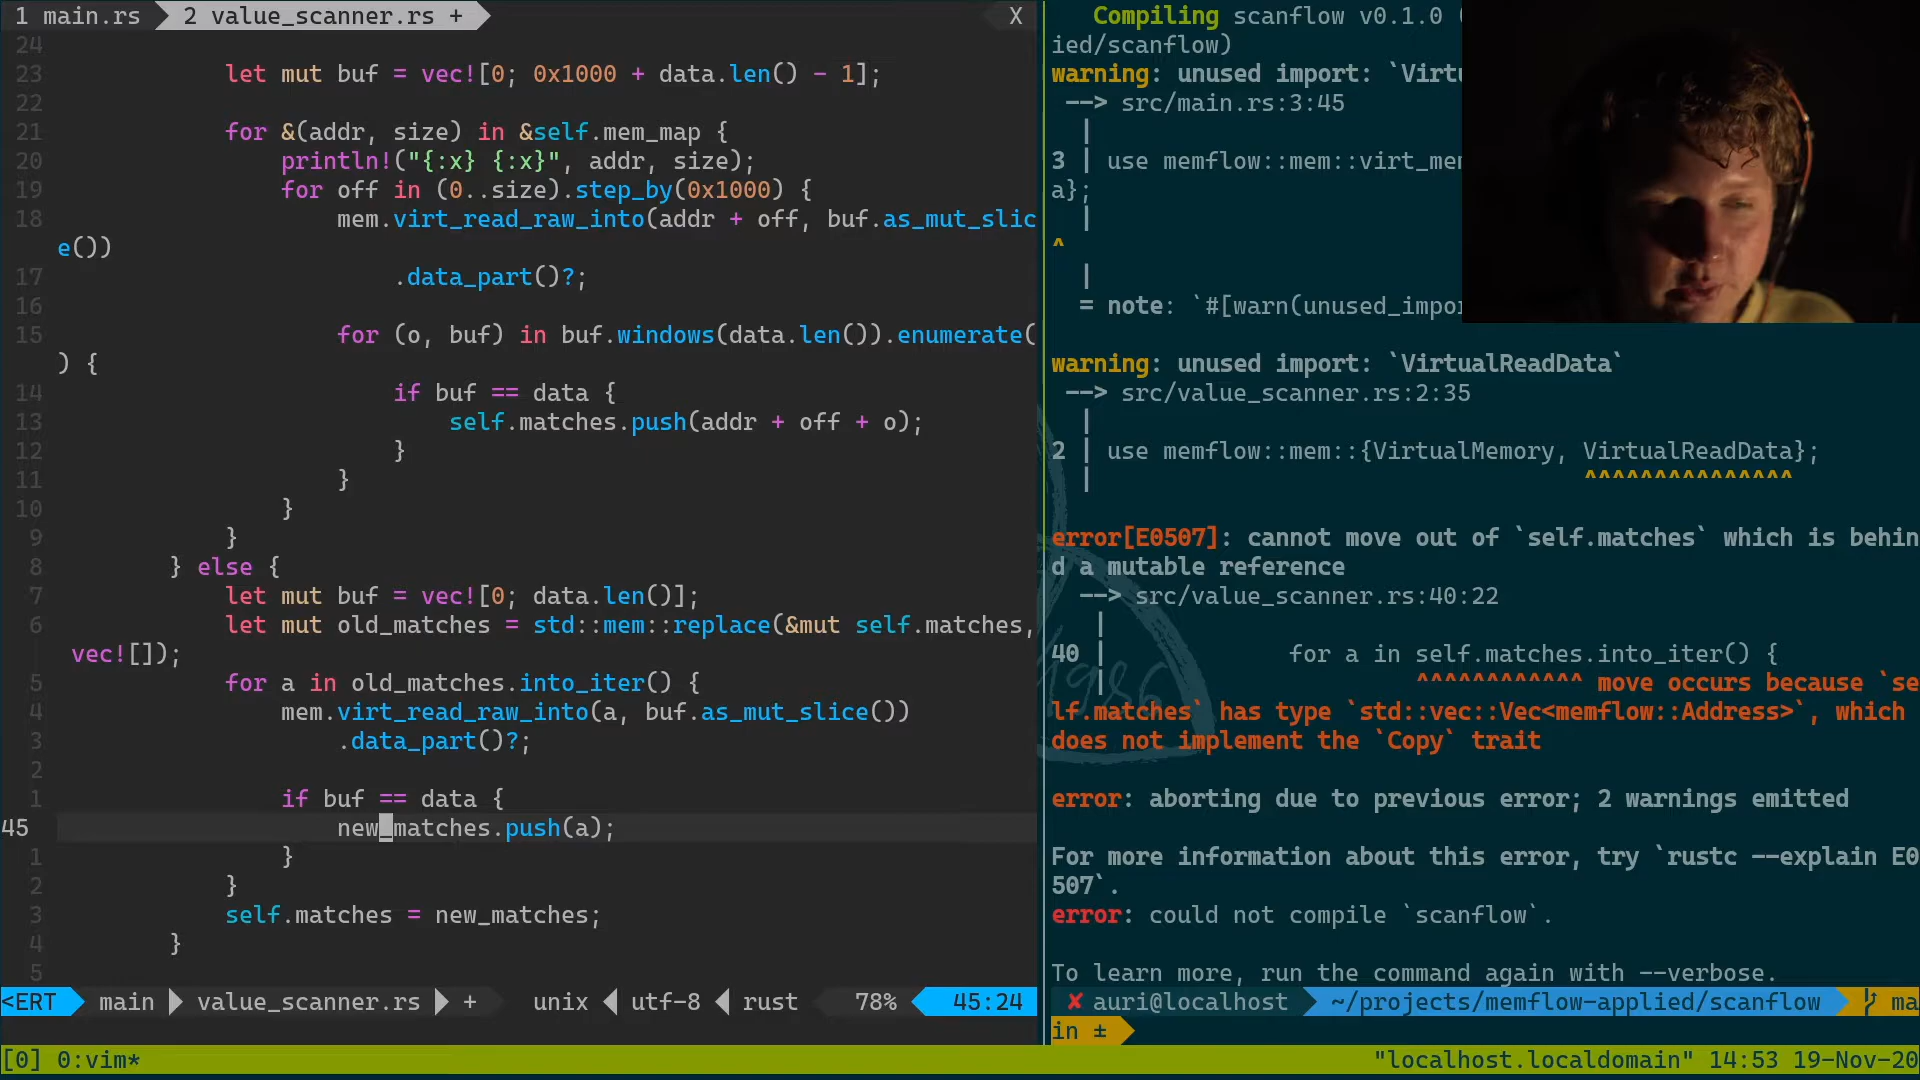 1 main.rs
2 value_scanner.rs +
X
24
23 let mut buf = vec![0; 0x1000 + data.len() - 1];
22
21 for &(addr, size) in &self.mem_map {
20 println!("{:x} {:x}", addr, size);
19 for off in (0..size).step_by(0x1000) {
18 mem.virt_read_raw_into(addr + off, buf.as_mut_slic
e())
17 .data_part()?;
16
15 for (o, buf) in buf.windows(data.len()).enumerate(
) {
14 if buf == data {
13 self.matches.push(addr + off + o);
12 }
11 }
10 }
9 }
8 } else {
7 let mut buf = vec![0; data.len()];
6 let mut old_matches = std::mem::replace(&mut self.matches,
vec![]);
5 for a in old_matches.into_iter() {
4 mem.virt_read_raw_into(a, buf.as_mut_slice())
3 .data_part()?;
2
1 if buf == data {
45 new_matches.push(a);
1 }
2 }
3 self.matches = new_matches;
4 }
5
<ERT main value_scanner.rs + unix utf-8 rust 78% 45:24
Compiling scanflow v0.1.0
ied/scanflow)
warning: unused import: `Virtu
--> src/main.rs:3:45
|
3 | use memflow::mem::virt_mem
a};
|
^
|
= note: `#[warn(unused_impor
warning: unused import: `VirtualReadData`
--> src/value_scanner.rs:2:35
|
2 | use memflow::mem::{VirtualMemory, VirtualReadData};
| ^^^^^^^^^^^^^^^
error[E0507]: cannot move out of `self.matches` which is behin
d a mutable reference
--> src/value_scanner.rs:40:22
|
40 | for a in self.matches.into_iter() {
| ^^^^^^^^^^^^ move occurs because `se
lf.matches` has type `std::vec::Vec<memflow::Address>`, which
does not implement the `Copy` trait
error: aborting due to previous error; 2 warnings emitted
For more information about this error, try `rustc --explain E0
507`.
error: could not compile `scanflow`.
To learn more, run the command again with --verbose.
✘ auri@localhost ~/projects/memflow-applied/scanflow ma
in ±
[0] 0:vim*
"localhost.localdomain" 14:53 19-Nov-20